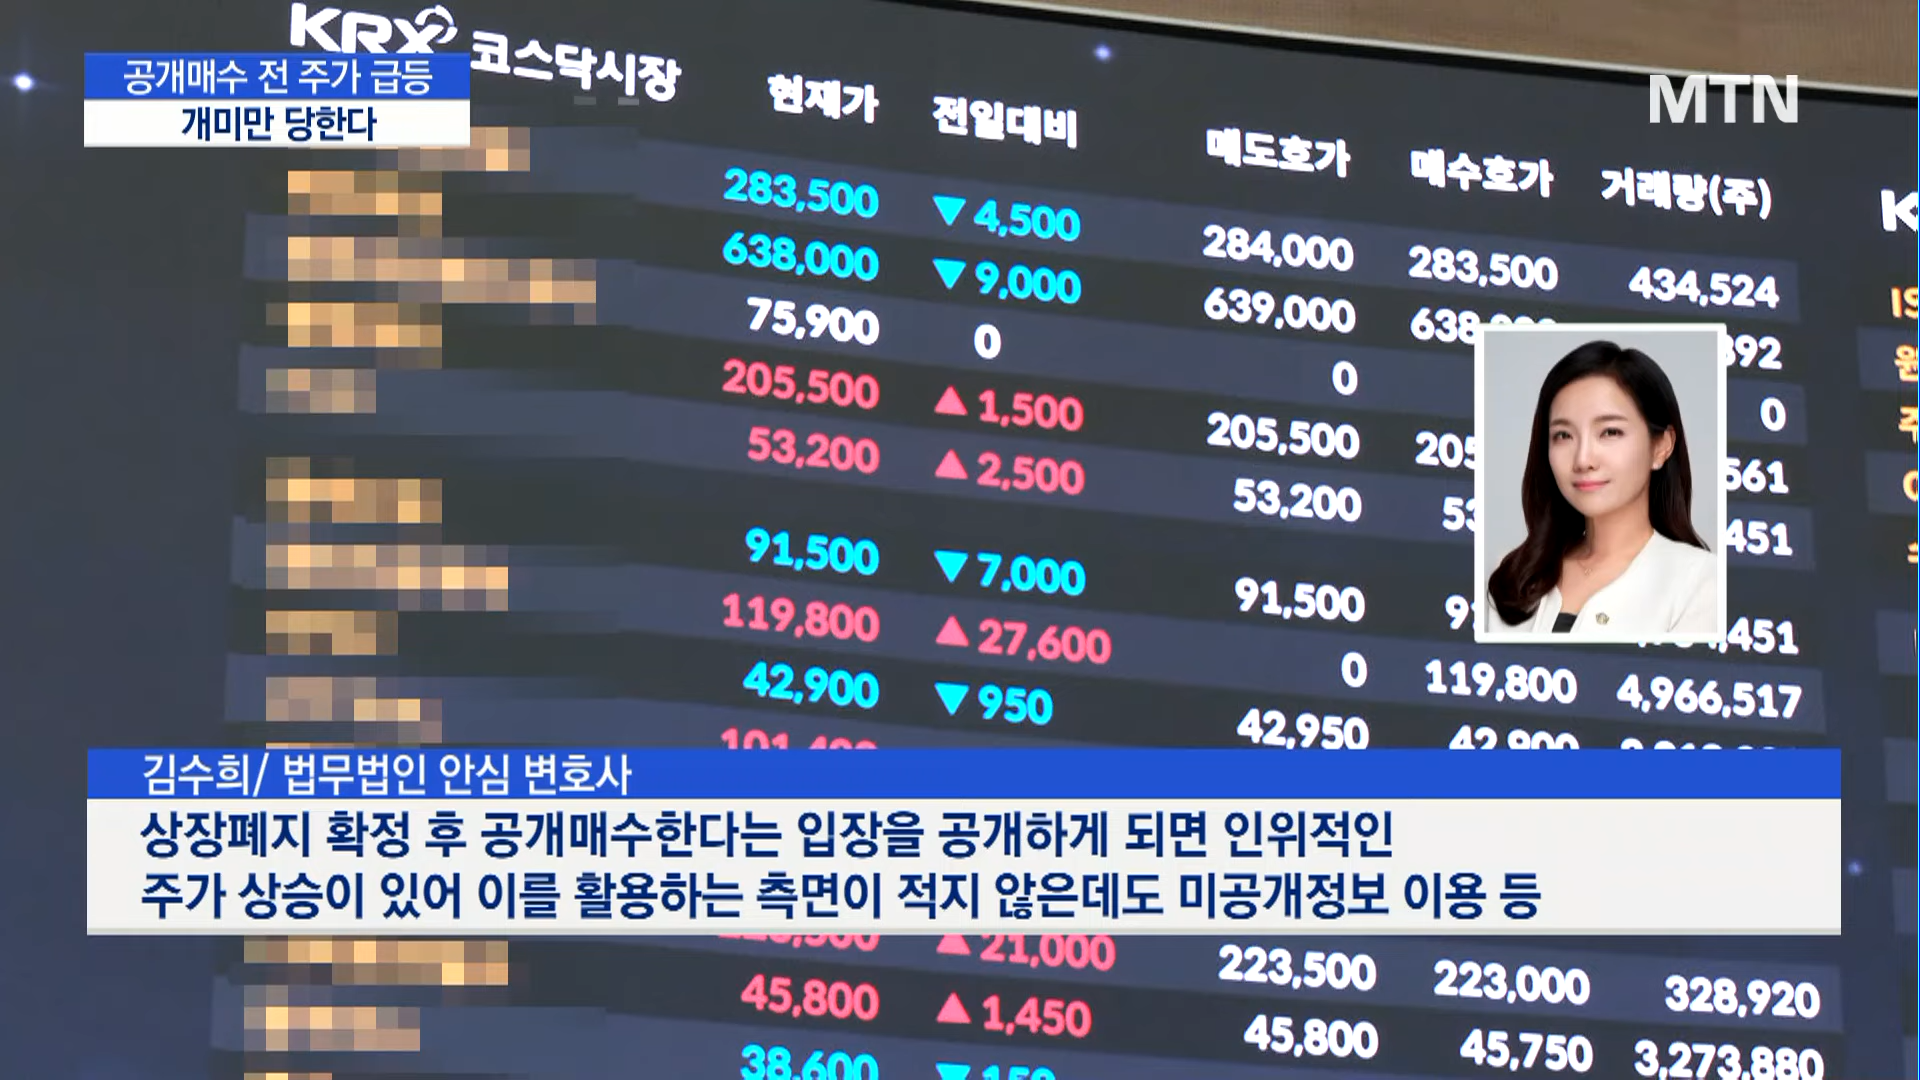 KRX 코스닥시장
공개매수 전 주가 급등
개미만 당한다
MTN
현재가 전일대비 매도호가 매수호가 거래량(주)
283,500 ▼4,500 284,000 283,500 434,524
638,000 ▼9,000 639,000
75,900 0 0 0
205,500 ▲1,500 205,500
53,200 ▲2,500 53,200
91,500 ▼7,000 91,500
119,800 ▲27,600 0 119,800 4,966,517
42,900 ▼950 42,950 42,900
김수희/ 법무법인 안심 변호사
상장폐지 확정 후 공개매수한다는 입장을 공개하게 되면 인위적인
주가 상승이 있어 이를 활용하는 측면이 적지 않은데도 미공개정보 이용 등
▲21,000 223,500 223,000 328,920
45,800 ▲1,450 45,800 45,750 3,273,880
38,600 ▼150